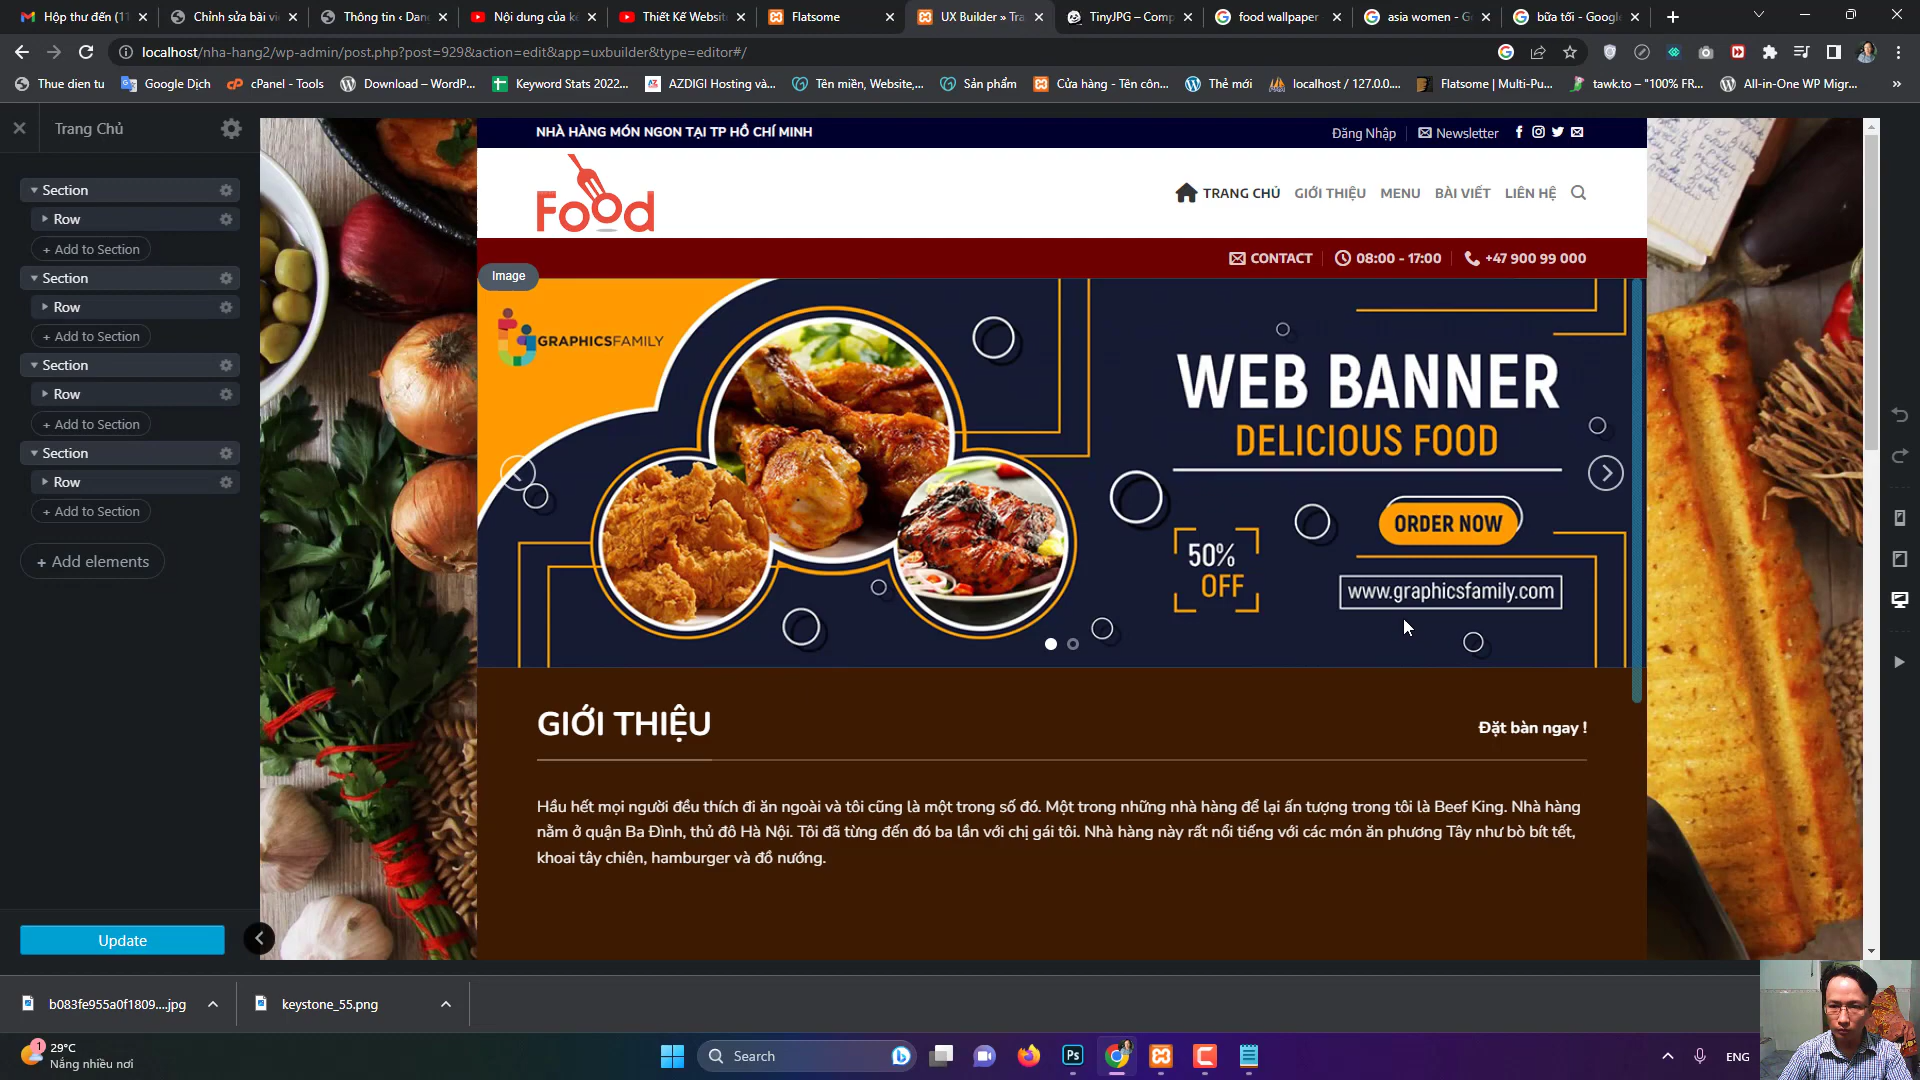 Hộp thư đến (11
Chỉnh sửa bài vi
Thông tin ‹ Dan
Nội dung của k
Thiết Kế Websit
Flatsome
UX Builder » Tra
TinyJPG – Comp
food wallpaper
asia women - G
bữa tối - Googl
localhost/nha-hang2/wp-admin/post.php?post=929&action=edit&app=uxbuilder&type=editor#/
Thue dien tu
Google Dịch
cPanel - Tools
Download – WordP...
Keyword Stats 2022...
AZDIGI Hosting và...
Tên miền, Website,...
Sản phẩm
Cửa hàng - Tên côn...
Thẻ mới
localhost / 127.0.0....
Flatsome | Multi-Pu...
tawk.to – "100% FR...
All-in-One WP Migr...
»
Trang Chủ
Section
Row
+ Add to Section
Section
Row
+ Add to Section
Section
Row
+ Add to Section
Section
Row
+ Add to Section
+ Add elements
Update
NHÀ HÀNG MÓN NGON TẠI TP HỒ CHÍ MINH
Đăng Nhập
Newsletter
Food
TRANG CHỦ
GIỚI THIỆU
MENU
BÀI VIẾT
LIÊN HỆ
CONTACT
08:00 - 17:00
+47 900 99 000
Image
GRAPHICSFAMILY
WEB BANNER
DELICIOUS FOOD
ORDER NOW
50%
OFF
www.graphicsfamily.com
GIỚI THIỆU
Đặt bàn ngay !
Hầu hết mọi người đều thích đi ăn ngoài và tôi cũng là một trong số đó. Một trong những nhà hàng để lại ấn tượng trong tôi là Beef King. Nhà hàng
nằm ở quận Ba Đình, thủ đô Hà Nội. Tôi đã từng đến đó ba lần với chị gái tôi. Nhà hàng này rất nổi tiếng với các món ăn phương Tây như bò bít tết,
khoai tây chiên, hamburger và đồ nướng.
b083fe955a0f1809....jpg
keystone_55.png
1
29°C
Nắng nhiều nơi
Search
Ps
ENG